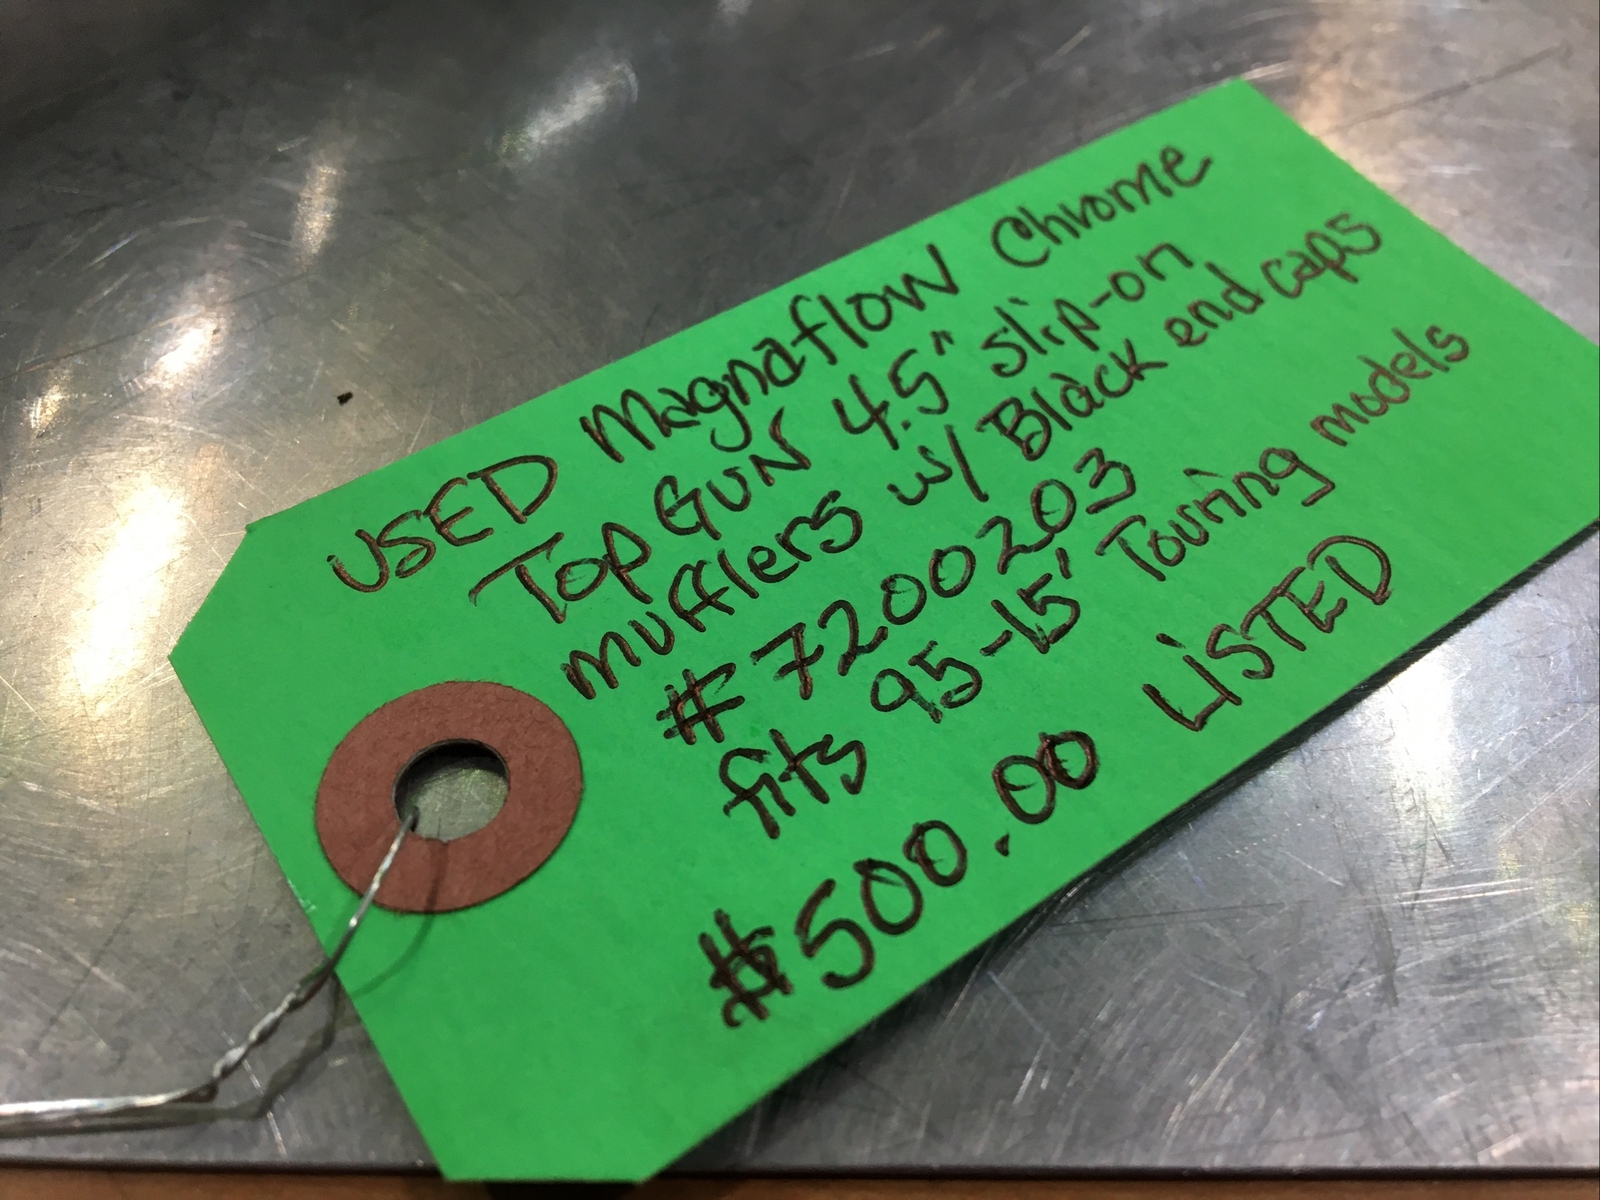 USED Magnaflow Chrome
Top GUN 4.5" slip-on
mufflers w/ Black end caps
# 7200203
fits 95-15' Touring models
$500.00 LiSTED